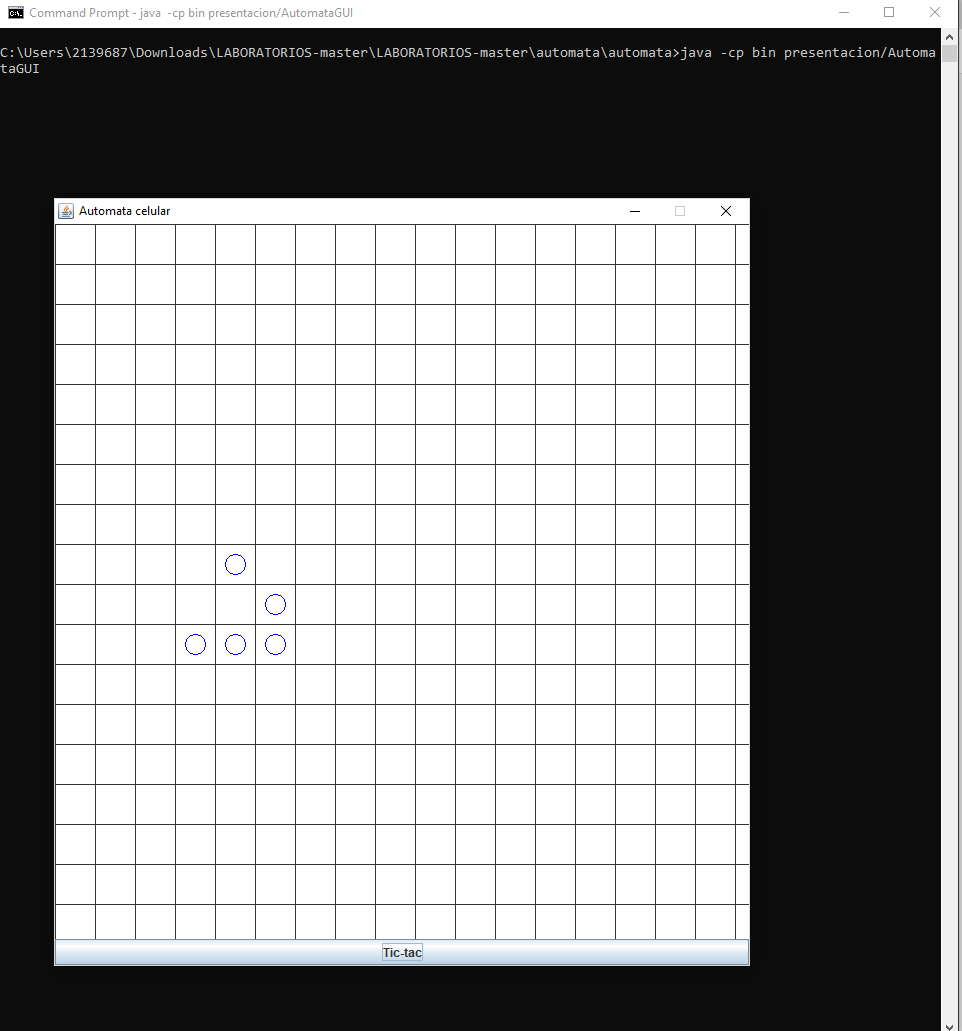 Command Prompt - java  -cp bin presentacion/AutomataGUI
C:\Users\2139687\Downloads\LABORATORIOS-master\LABORATORIOS-master\automata\automata>java -cp bin presentacion/Automa
taGUI
Automata celular
Tic-tac